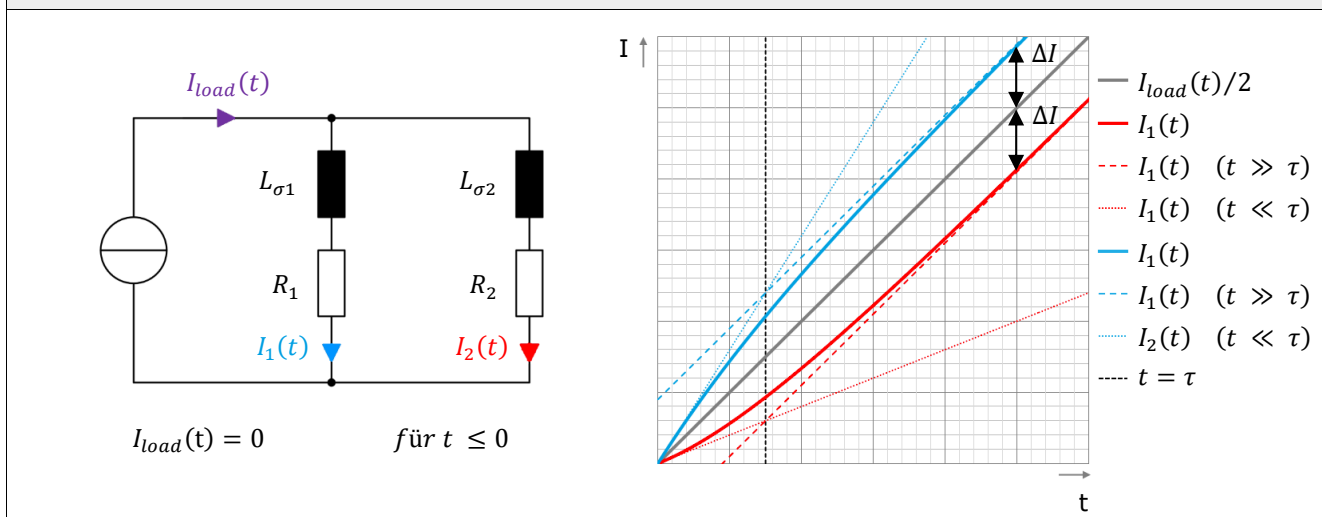 I_load(t)
L_σ1
L_σ2
R_1
R_2
I_1(t)
I_2(t)
I_load(t) = 0
für t ≤ 0
I
ΔI
ΔI
t
I_load(t)/2
I_1(t)
I_1(t) (t ≫ τ)
I_1(t) (t ≪ τ)
I_1(t)
I_1(t) (t ≫ τ)
I_2(t) (t ≪ τ)
t = τ